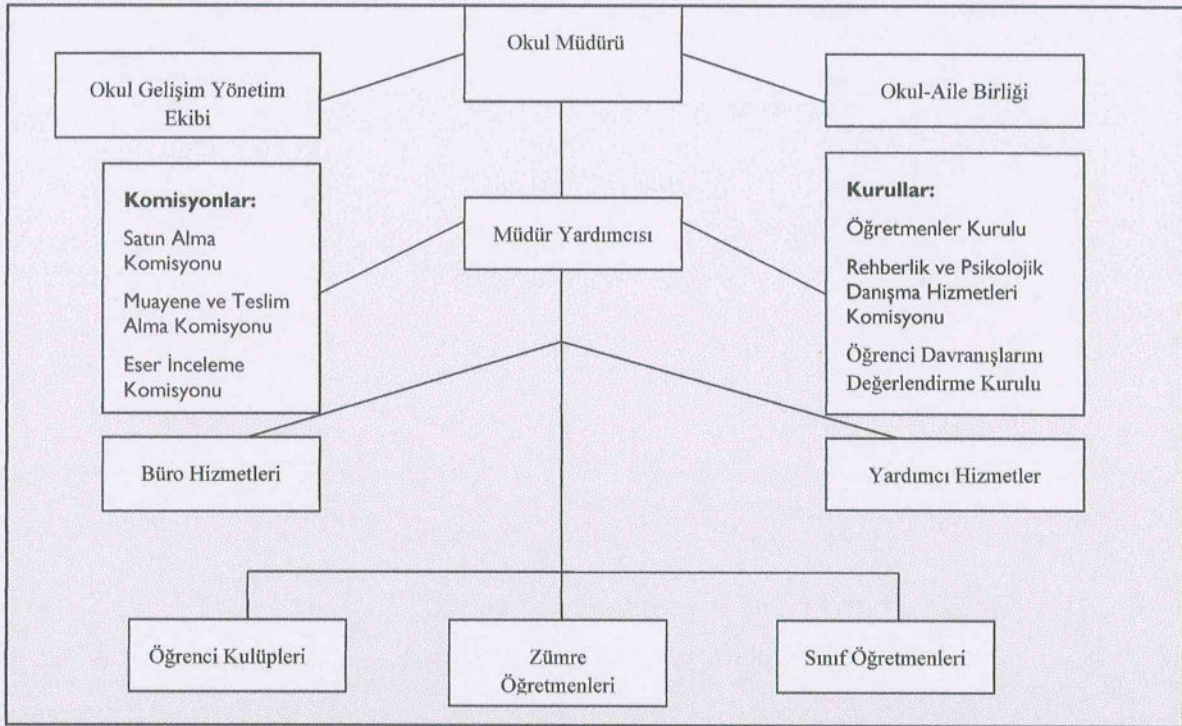 Okul Müdürü
Okul Gelişim Yönetim
Ekibi
Okul-Aile Birliği
Komisyonlar:
Satın Alma
Komisyonu
Muayene ve Teslim
Alma Komisyonu
Eser İnceleme
Komisyonu
Müdür Yardımcısı
Kurullar:
Öğretmenler Kurulu
Rehberlik ve Psikolojik
Danışma Hizmetleri
Komisyonu
Öğrenci Davranışlarını
Değerlendirme Kurulu
Büro Hizmetleri
Yardımcı Hizmetler
Öğrenci Kulüpleri
Zümre
Öğretmenleri
Sınıf Öğretmenleri